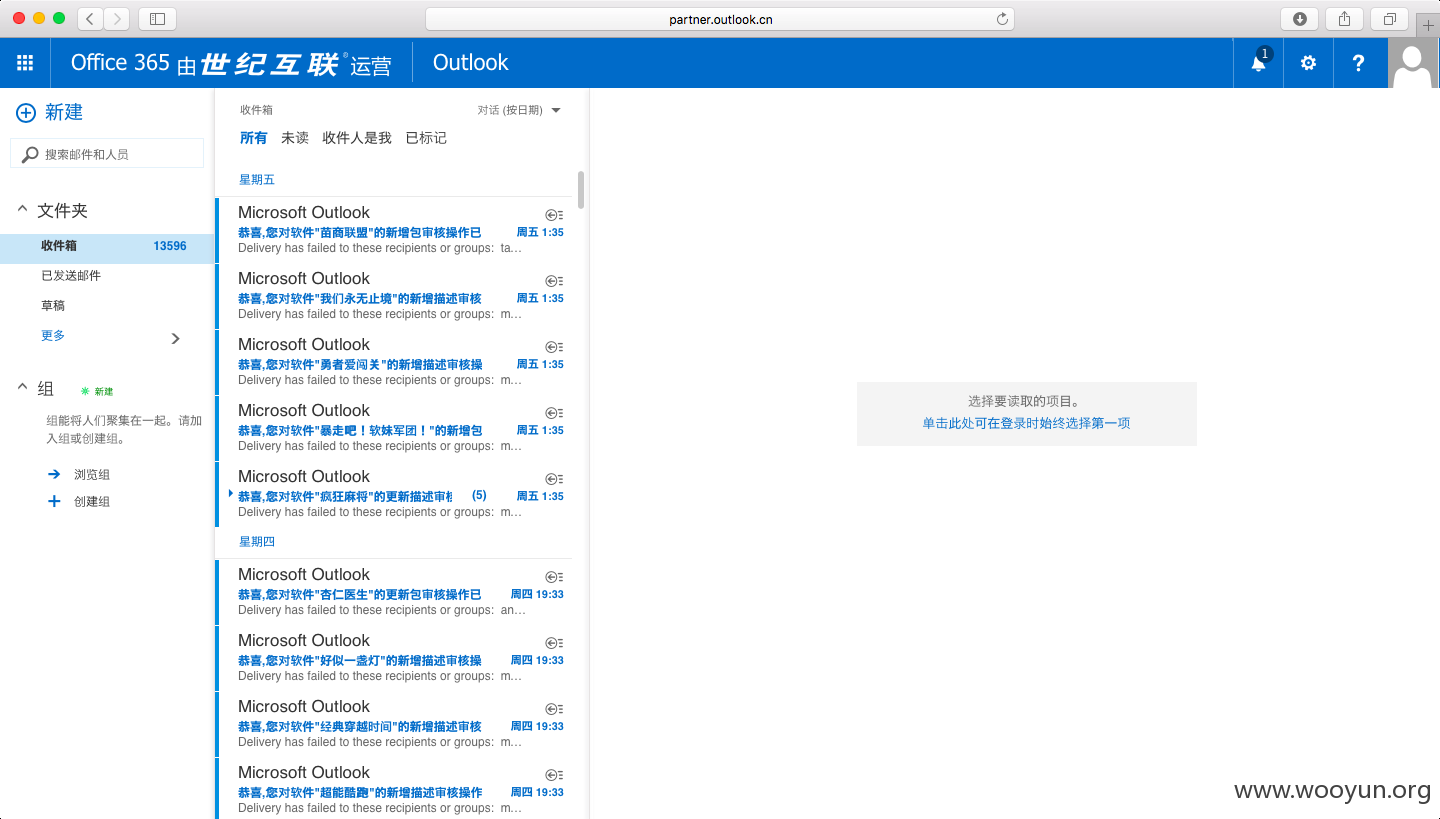 partner.outlook.cn
Office 365 由世纪互联®运营
Outlook
1
?
新建
搜索邮件和人员
文件夹
收件箱 13596
已发送邮件
草稿
更多
组 新建
组能将人们聚集在一起。请加
入组或创建组。
浏览组
创建组
收件箱 对话 (按日期)
所有 未读 收件人是我 已标记
星期五
Microsoft Outlook
恭喜,您对软件"苗商联盟"的新增包审核操作已 周五 1:35
Delivery has failed to these recipients or groups: ta…
Microsoft Outlook
恭喜,您对软件"我们永无止境"的新增描述审核 周五 1:35
Delivery has failed to these recipients or groups: m…
Microsoft Outlook
恭喜,您对软件"勇者爱闯关"的新增描述审核操 周五 1:35
Delivery has failed to these recipients or groups: m…
Microsoft Outlook
恭喜,您对软件"暴走吧！软妹军团！"的新增包 周五 1:35
Delivery has failed to these recipients or groups: m…
Microsoft Outlook
恭喜,您对软件"疯狂麻将"的更新描述审核 (5) 周五 1:35
Delivery has failed to these recipients or groups: m…
星期四
Microsoft Outlook
恭喜,您对软件"杏仁医生"的更新包审核操作已 周四 19:33
Delivery has failed to these recipients or groups: an…
Microsoft Outlook
恭喜,您对软件"好似一盏灯"的新增描述审核操 周四 19:33
Delivery has failed to these recipients or groups: m…
Microsoft Outlook
恭喜,您对软件"经典穿越时间"的新增描述审核 周四 19:33
Delivery has failed to these recipients or groups: m…
Microsoft Outlook
恭喜,您对软件"超能酷跑"的新增描述审核操作 周四 19:33
Delivery has failed to these recipients or groups: m…
选择要读取的项目。
单击此处可在登录时始终选择第一项
www.wooyun.org